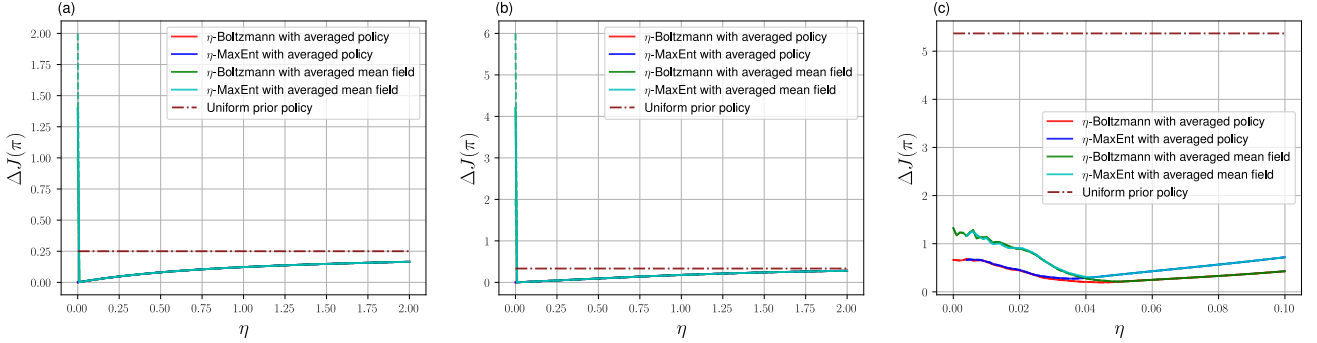 (a)
ΔJ(π)
2.00
1.75
1.50
1.25
1.00
0.75
0.50
0.25
0.00
η-Boltzmann with averaged policy
η-MaxEnt with averaged policy
η-Boltzmann with averaged mean field
η-MaxEnt with averaged mean field
Uniform prior policy
0.00 0.25 0.50 0.75 1.00 1.25 1.50 1.75 2.00
η
(b)
ΔJ(π)
6
5
4
3
2
1
0
η-Boltzmann with averaged policy
η-MaxEnt with averaged policy
η-Boltzmann with averaged mean field
η-MaxEnt with averaged mean field
Uniform prior policy
0.00 0.25 0.50 0.75 1.00 1.25 1.50 1.75 2.00
η
(c)
ΔJ(π)
5
4
3
2
1
0
η-Boltzmann with averaged policy
η-MaxEnt with averaged policy
η-Boltzmann with averaged mean field
η-MaxEnt with averaged mean field
Uniform prior policy
0.00 0.02 0.04 0.06 0.08 0.10
η